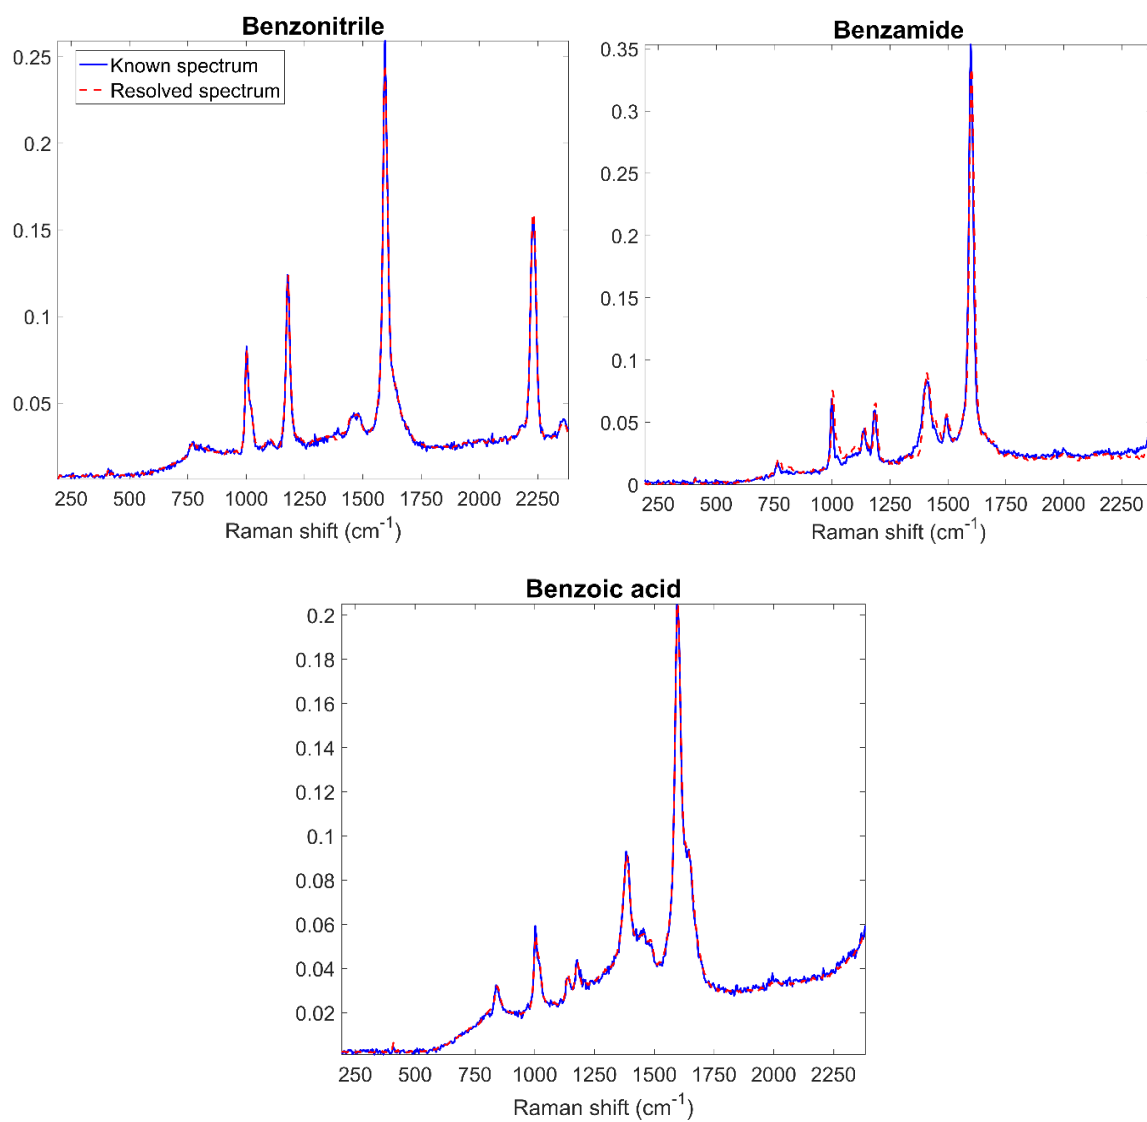 Benzonitrile
Known spectrum
Resolved spectrum
0.25
0.2
0.15
0.1
0.05
250 500 750 1000 1250 1500 1750 2000 2250
Raman shift (cm-1)
Benzamide
0.35
0.3
0.25
0.2
0.15
0.1
0.05
0
250 500 750 1000 1250 1500 1750 2000 2250
Raman shift (cm-1)
Benzoic acid
0.2
0.18
0.16
0.14
0.12
0.1
0.08
0.06
0.04
0.02
250 500 750 1000 1250 1500 1750 2000 2250
Raman shift (cm-1)